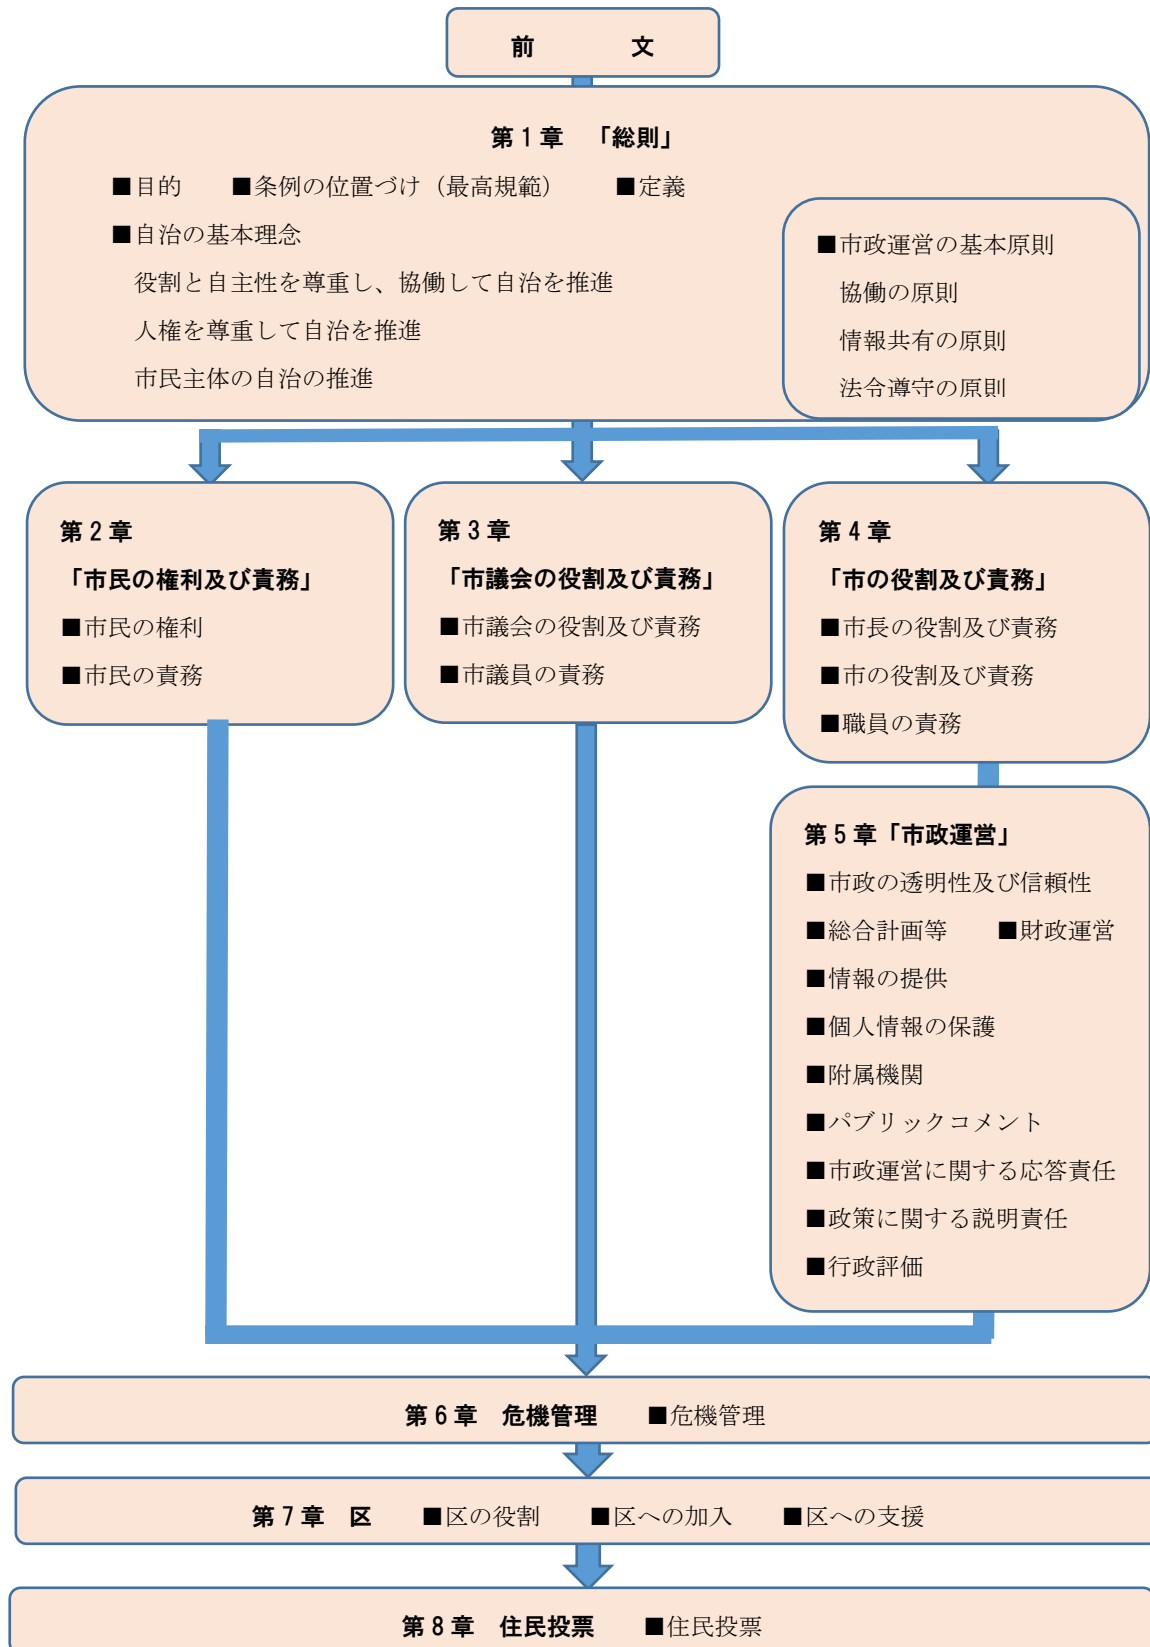 前　　　　文
第1章　「総則」
■目的　　■条例の位置づけ（最高規範）　　■定義
■自治の基本理念
役割と自主性を尊重し、協働して自治を推進
人権を尊重して自治を推進
市民主体の自治の推進
■市政運営の基本原則
協働の原則
情報共有の原則
法令遵守の原則
第2章
「市民の権利及び責務」
■市民の権利
■市民の責務
第3章
「市議会の役割及び責務」
■市議会の役割及び責務
■市議員の責務
第4章
「市の役割及び責務」
■市長の役割及び責務
■市の役割及び責務
■職員の責務
第5章「市政運営」
■市政の透明性及び信頼性
■総合計画等　　■財政運営
■情報の提供
■個人情報の保護
■附属機関
■パブリックコメント
■市政運営に関する応答責任
■政策に関する説明責任
■行政評価
第6章　危機管理　　■危機管理
第7章　区　　■区の役割　　■区への加入　　■区への支援
第8章　住民投票　　■住民投票